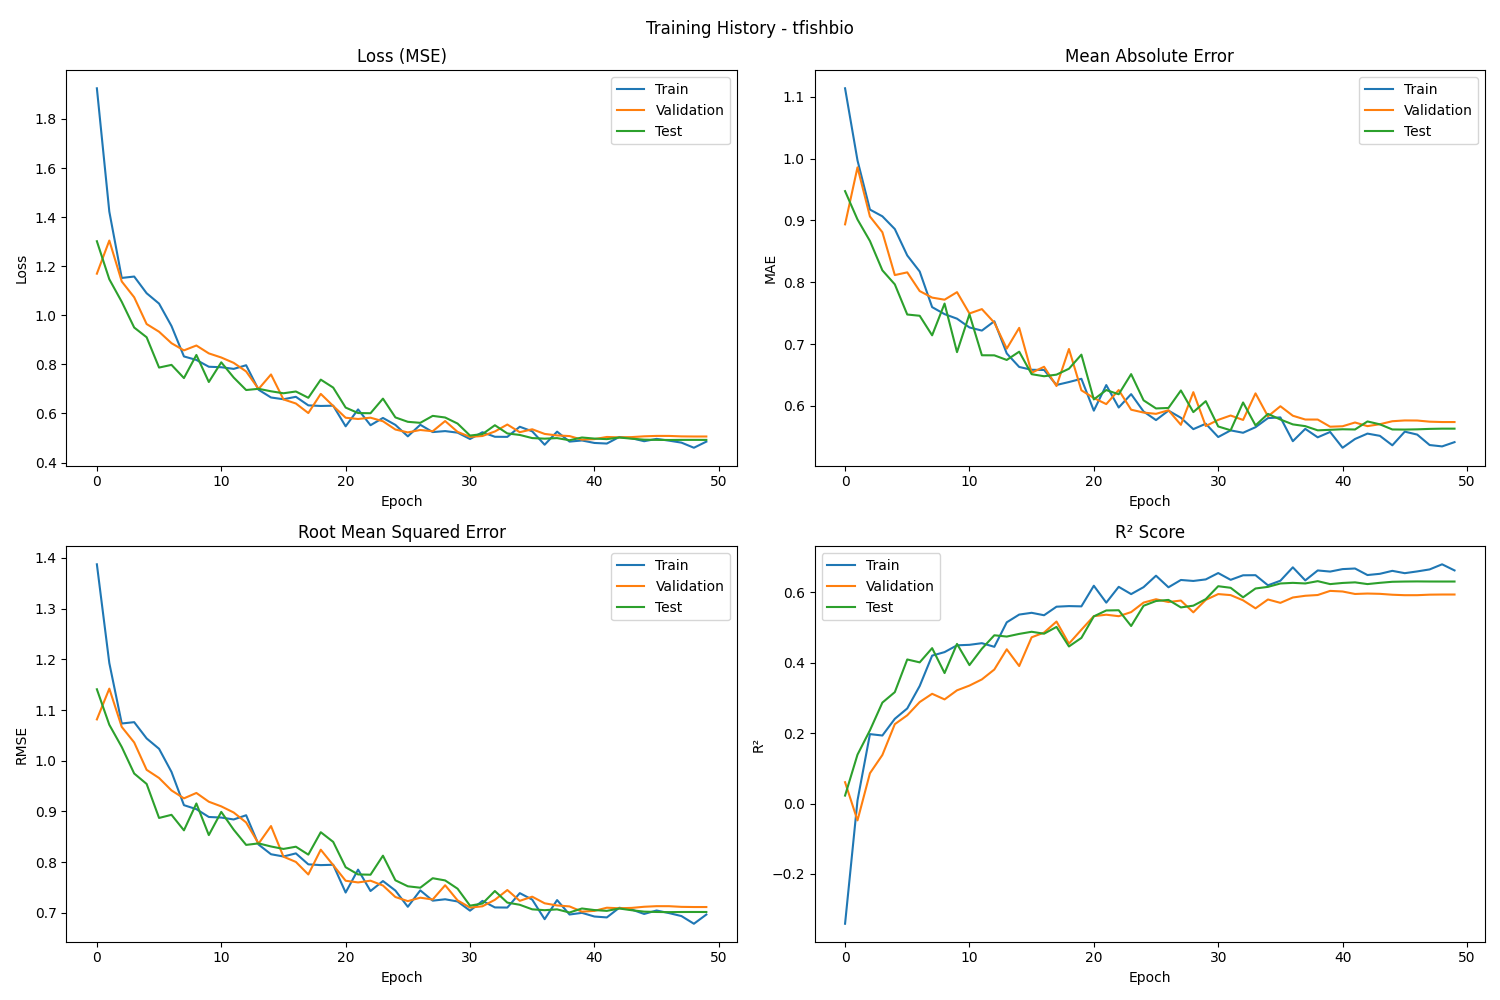 Training History - tfishbio
Loss (MSE)
Loss
1.8
1.6
1.4
1.2
1.0
0.8
0.6
0.4
Train
Validation
Test
0 10 20 30 40 50
Epoch
Mean Absolute Error
MAE
1.1
1.0
0.9
0.8
0.7
0.6
Train
Validation
Test
0 10 20 30 40 50
Epoch
Root Mean Squared Error
RMSE
1.4
1.3
1.2
1.1
1.0
0.9
0.8
0.7
Train
Validation
Test
0 10 20 30 40 50
Epoch
R² Score
R²
0.6
0.4
0.2
0.0
−0.2
Train
Validation
Test
0 10 20 30 40 50
Epoch